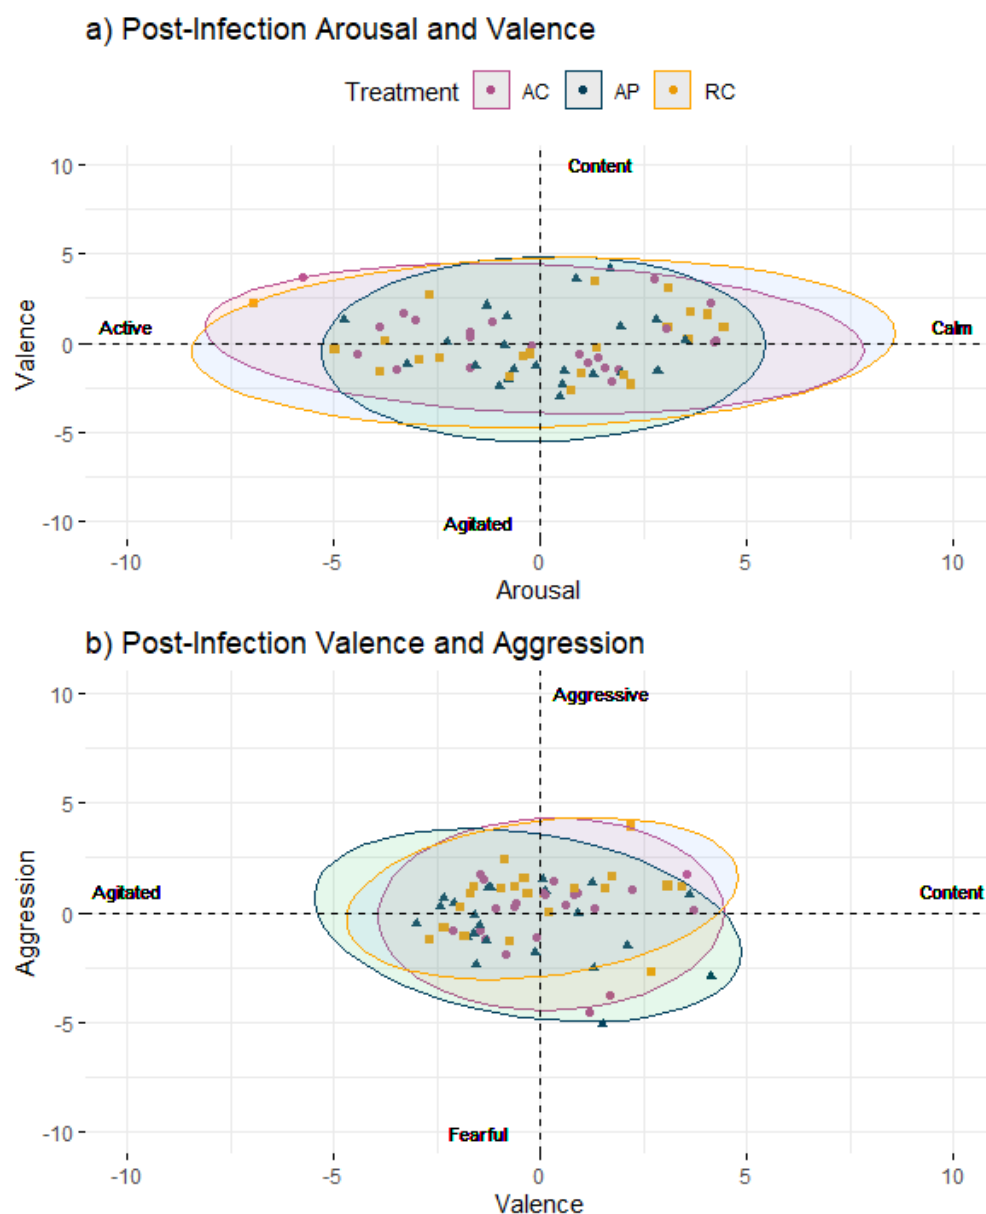 a) Post-Infection Arousal and Valence
Treatment AC AP RC
10
Content
5
Active
Calm
0
-5
Agitated
-10
Valence
-10 -5 0 5 10
Arousal
b) Post-Infection Valence and Aggression
10
Aggressive
5
Agitated
Content
0
-5
Fearful
-10
Aggression
-10 -5 0 5 10
Valence